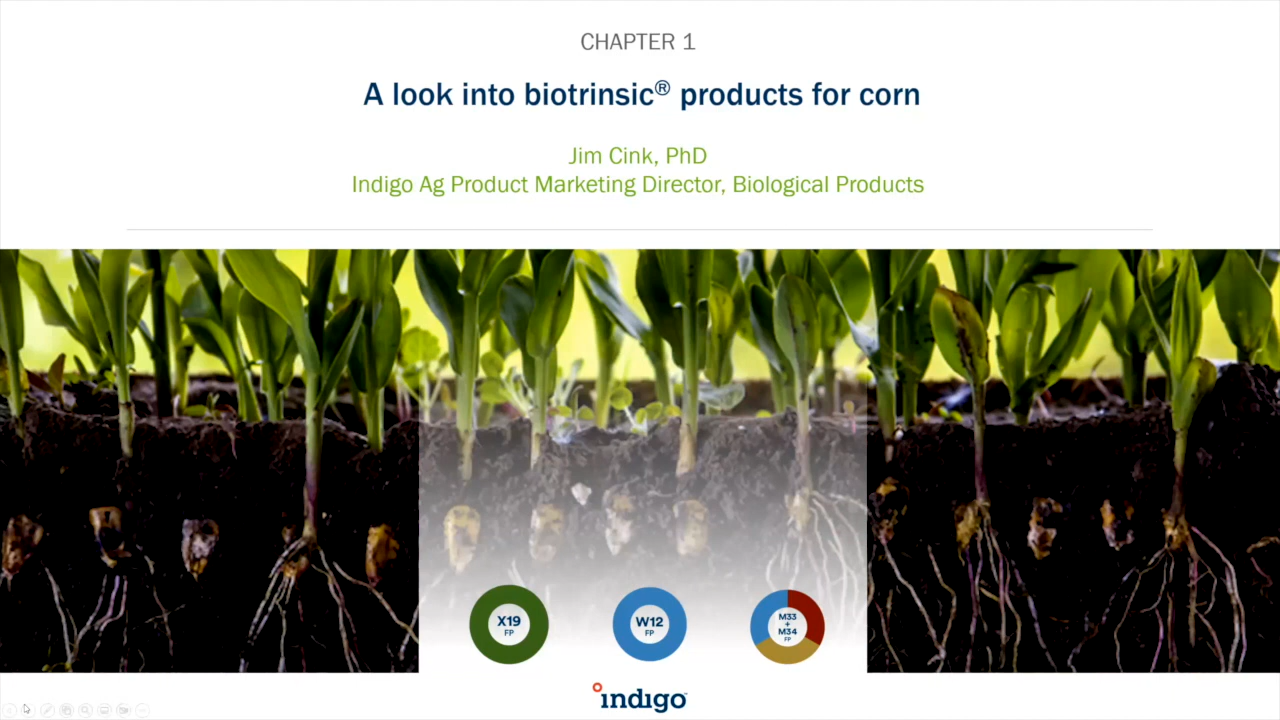 CHAPTER 1
A look into biotrinsic® products for corn
Jim Cink, PhD
Indigo Ag Product Marketing Director, Biological Products
X19
FP
W12
FP
M33
+
M34
FP
indigo